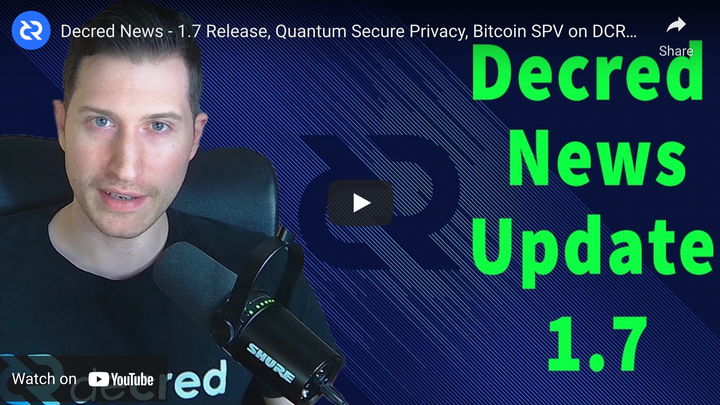 Decred News - 1.7 Release, Quantum Secure Privacy, Bitcoin SPV on DCR...
Share
Decred
News
Update
1.7
SHURE
decred
Watch on YouTube